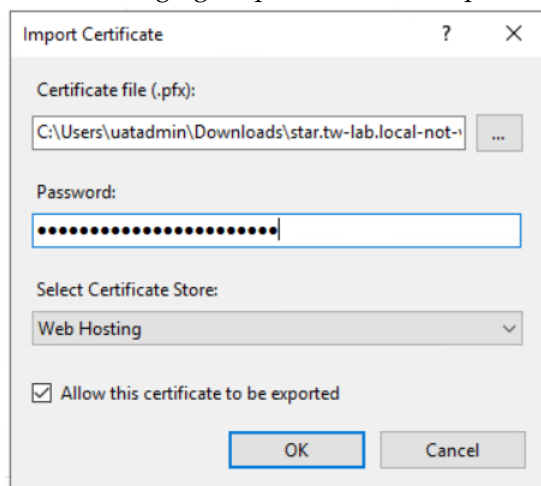 Import Certificate ? ×
Certificate file (.pfx):
C:\Users\uatadmin\Downloads\star.tw-lab.local-not- ...
Password:
●●●●●●●●●●●●●●●●●●●●●●●
Select Certificate Store:
Web Hosting
Allow this certificate to be exported
OK Cancel